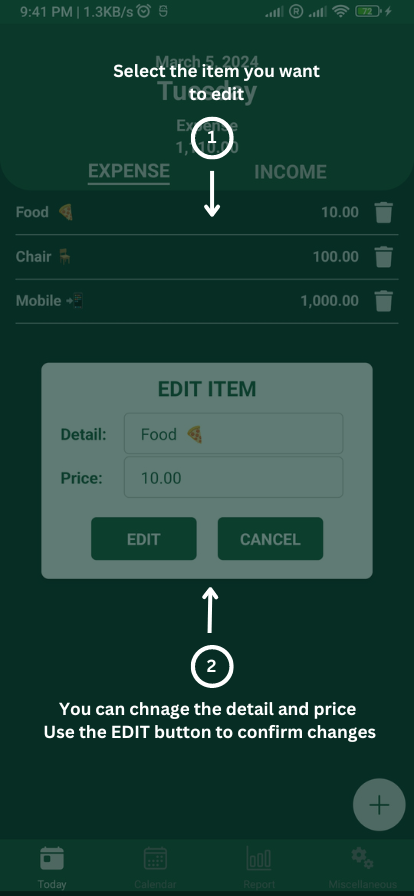 9:41 PM | 1.3KB/s
72
March 5, 2024
Select the item you want
Tuesday
to edit
Expense
1
1,110.00
EXPENSE INCOME
Food 🍕 10.00
Chair 🪑 100.00
Mobile 📲 1,000.00
EDIT ITEM
Detail: Food 🍕
Price: 10.00
EDIT CANCEL
2
You can chnage the detail and price
Use the EDIT button to confirm changes
+
Today Calendar Report Miscellaneous